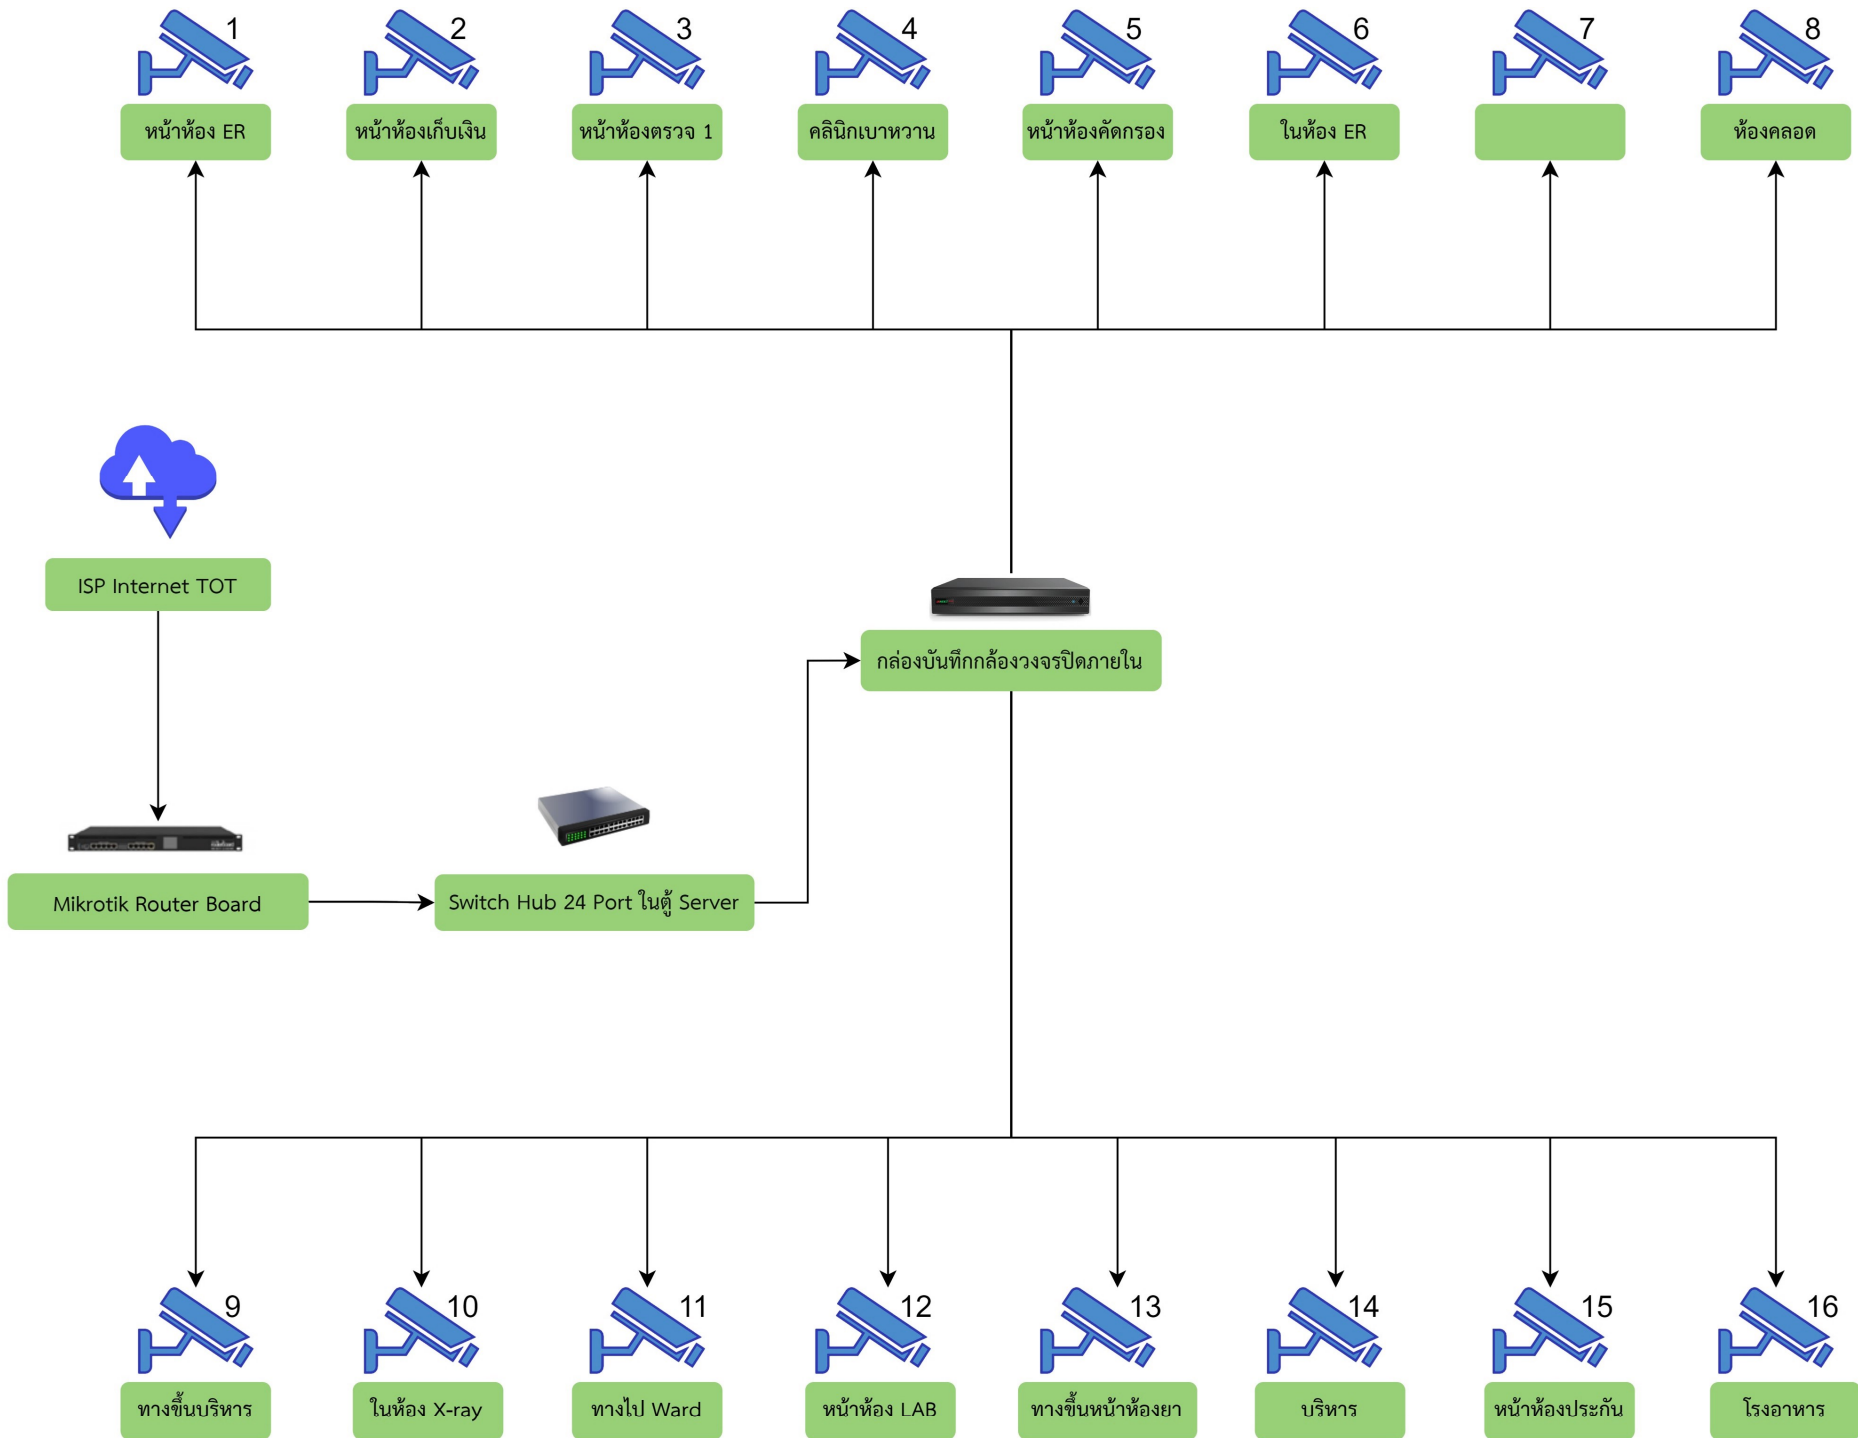 1
2
3
4
5
6
7
8
หน้าห้อง ER
หน้าห้องเก็บเงิน
หน้าห้องตรวจ 1
คลินิกเบาหวาน
หน้าห้องคัดกรอง
ในห้อง ER
ห้องคลอด
ISP Internet TOT
กล่องบันทึกกล้องวงจรปิดภายใน
Mikrotik Router Board
Switch Hub 24 Port ในตู้ Server
9
10
11
12
13
14
15
16
ทางขึ้นบริหาร
ในห้อง X-ray
ทางไป Ward
หน้าห้อง LAB
ทางขึ้นหน้าห้องยา
บริหาร
หน้าห้องประกัน
โรงอาหาร